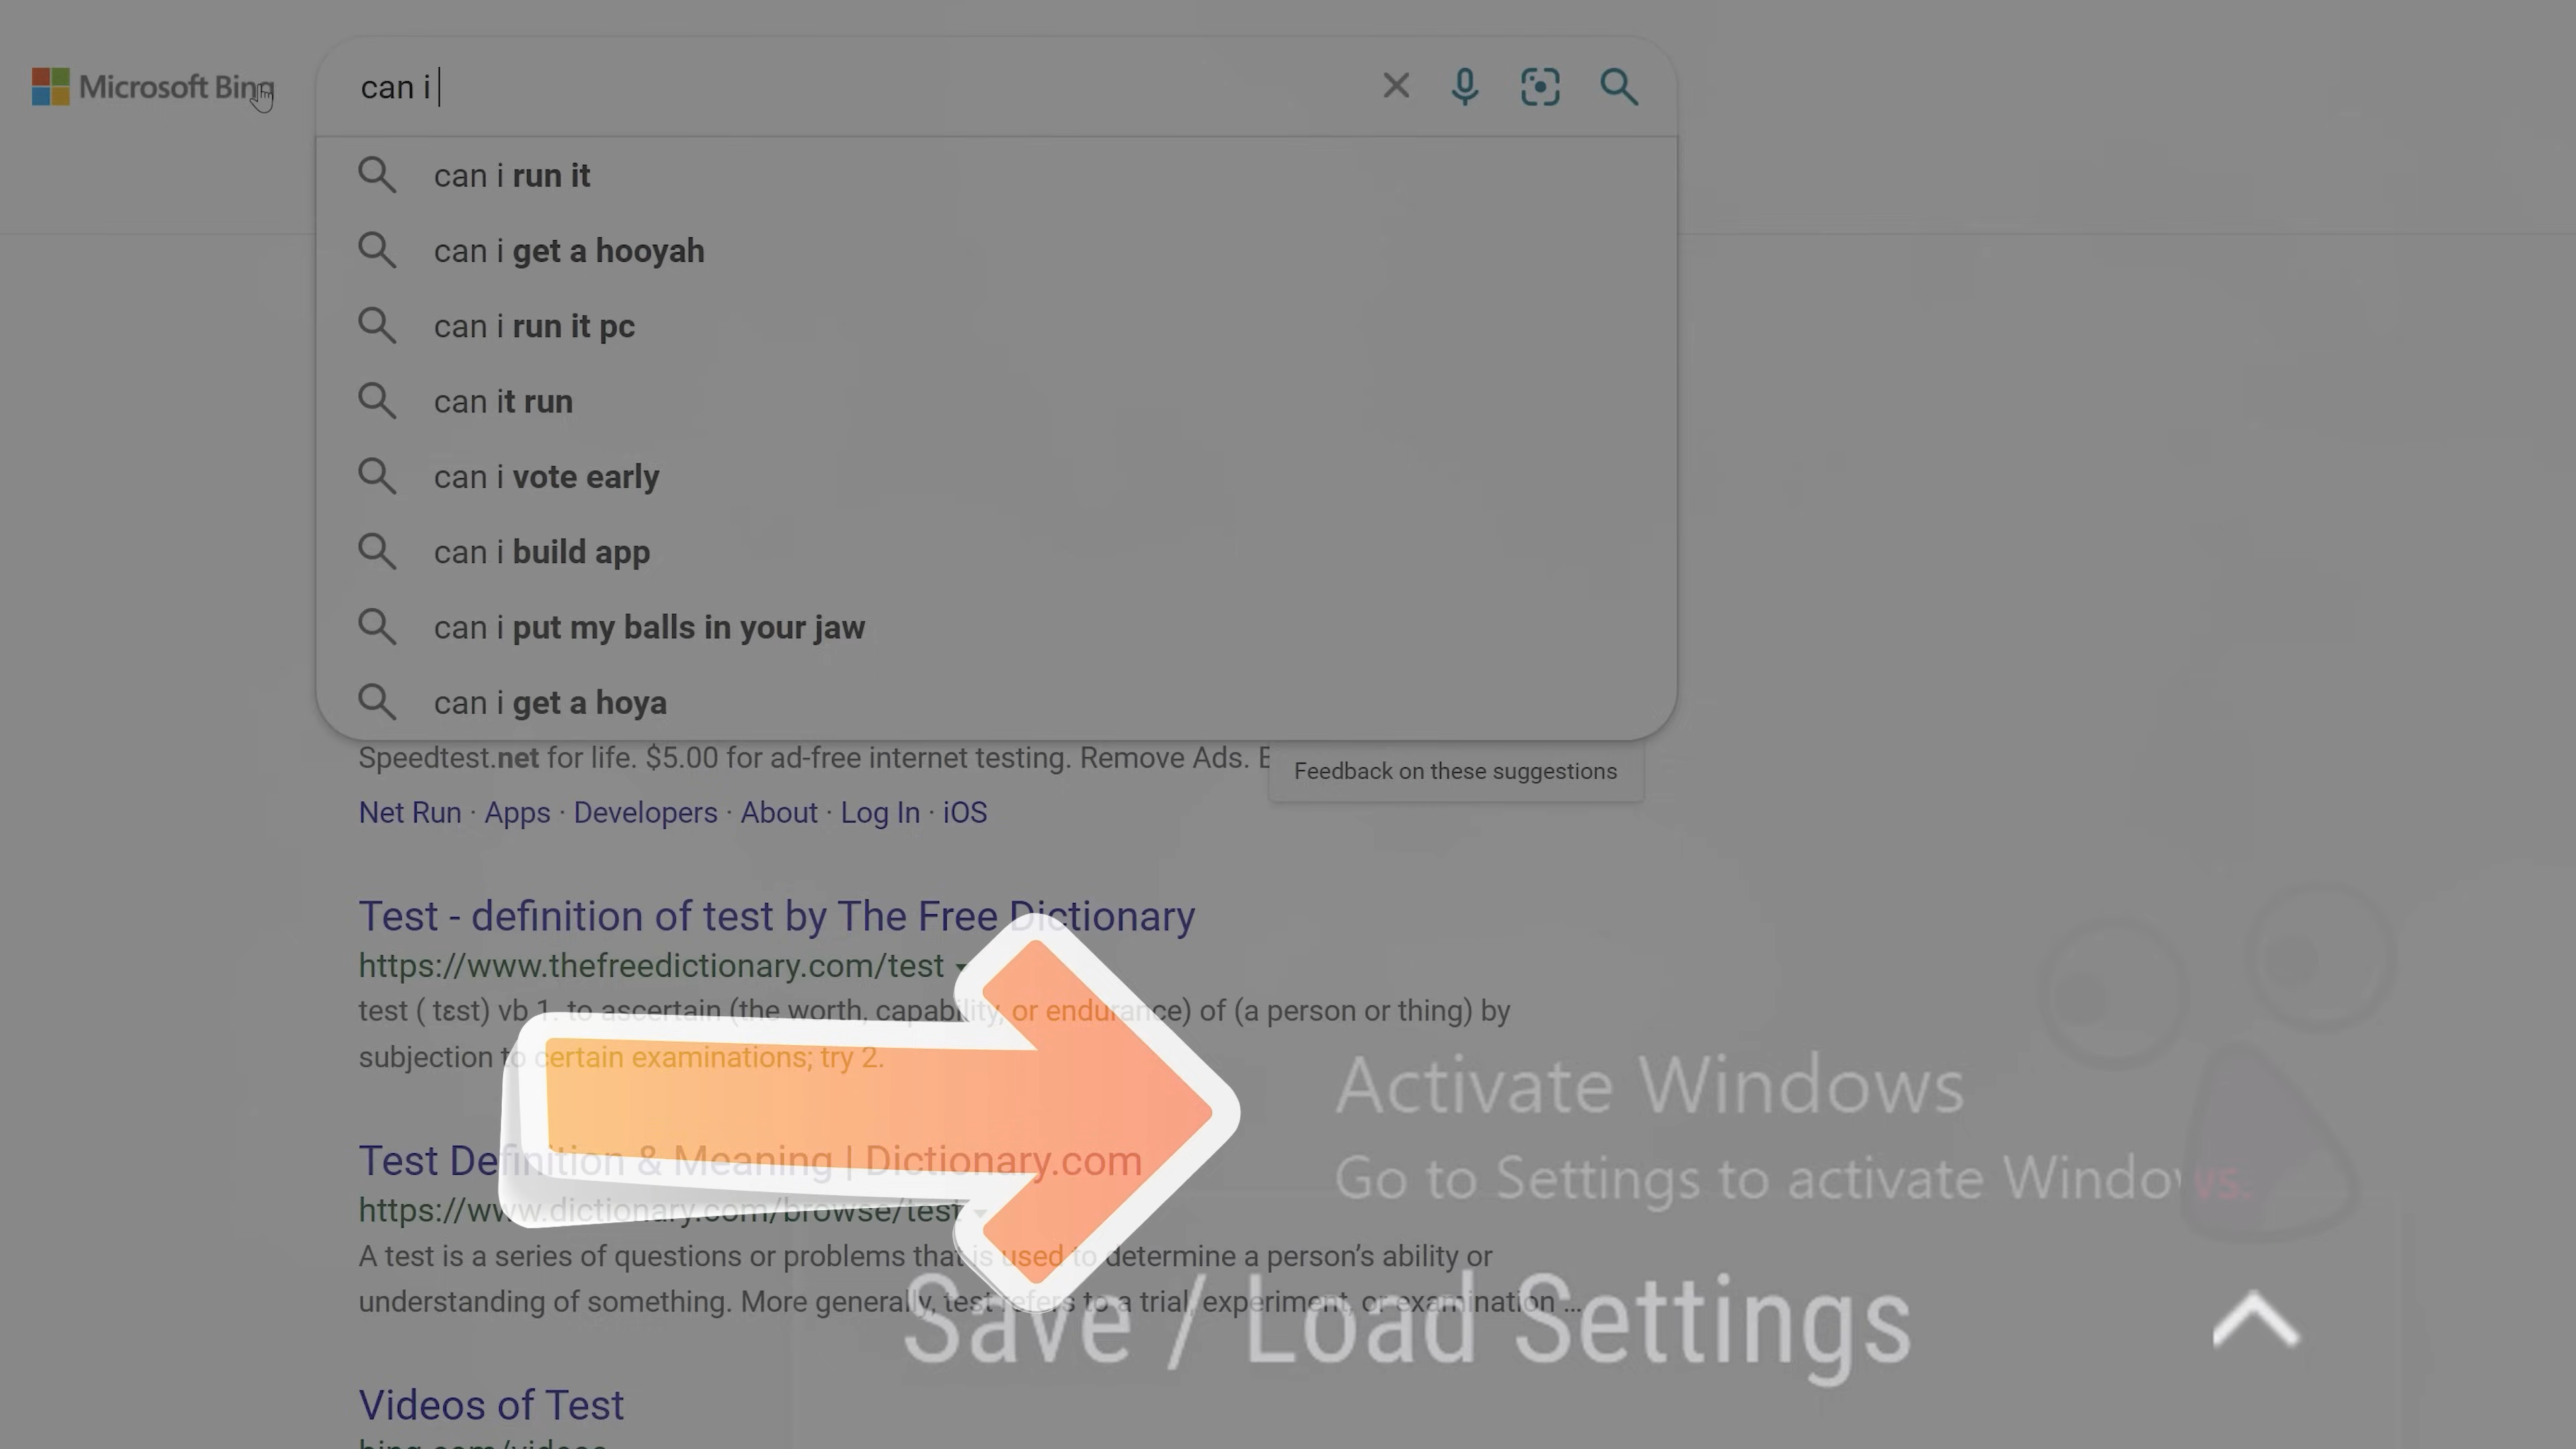 Microsoft Bing
can i
can i run it
can i get a hooyah
can i run it pc
can it run
can i vote early
can i build app
can i put my balls in your jaw
can i get a hoya
Speedtest.net for life. $5.00 for ad-free internet testing. Remove Ads.
Feedback on these suggestions
Net Run · Apps · Developers · About · Log In · iOS
Test - definition of test by The Free Dictionary
https://www.thefreedictionary.com/test
test ( tɛst) vb 1. to ascertain (the worth, capability, or endurance) of (a person or thing) by
subjection to certain examinations; try 2.
Activate Windows
Go to Settings to activate Windows.
Test Definition & Meaning | Dictionary.com
https://www.dictionary.com/browse/test
A test is a series of questions or problems that is used to determine a person’s ability or
understanding of something. More generally, test refers to a trial, experiment, or examination ...
Save / Load Settings
Videos of Test
bing.com/videos